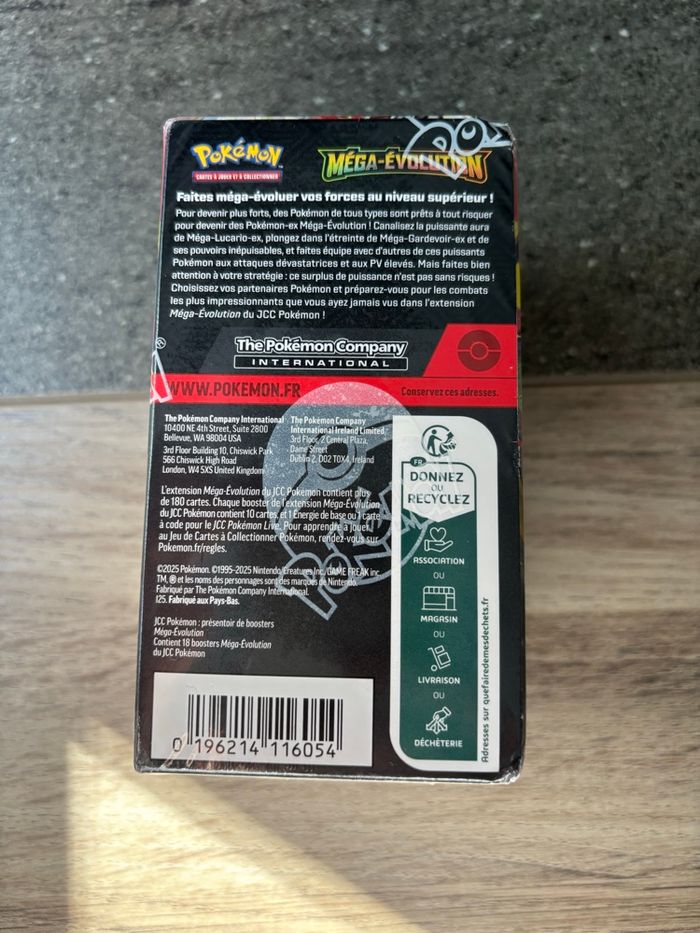 POKéMON
CARTES À JOUER ET À COLLECTIONNER
MÉGA-ÉVOLUTION
Faites méga-évoluer vos forces au niveau supérieur !
Pour devenir plus forts, des Pokémon de tous types sont prêts à tout risquer
pour devenir des Pokémon-ex Méga-Évolution ! Canalisez la puissante aura
de Méga-Lucario-ex, plongez dans l'étreinte de Méga-Gardevoir-ex et de
ses pouvoirs inépuisables, et faites équipe avec d'autres de ces puissants
Pokémon aux attaques dévastatrices et aux PV élevés. Mais faites bien
attention à votre stratégie : ce surplus de puissance n'est pas sans risques !
Choisissez vos partenaires Pokémon et préparez-vous pour les combats
les plus impressionnants que vous ayez jamais vus dans l'extension
Méga-Évolution du JCC Pokémon !
The Pokémon Company
INTERNATIONAL
WWW.POKEMON.FR
Conservez ces adresses.
The Pokémon Company International
10400 NE 4th Street, Suite 2800
Bellevue, WA 98004 USA
3rd Floor Building 10, Chiswick Park
566 Chiswick High Road
London, W4 5XS United Kingdom
The Pokémon Company
International Ireland Limited
3rd Floor, 2 Central Plaza,
Dame Street
Dublin 2, D02 T0X4, Ireland
L'extension Méga-Évolution du JCC Pokémon contient plus
de 180 cartes. Chaque booster de l'extension Méga-Évolution
du JCC Pokémon contient 10 cartes, et 1 Énergie de base ou 1 carte
à code pour le JCC Pokémon Live. Pour apprendre à jouer
au Jeu de Cartes à Collectionner Pokémon, rendez-vous sur
Pokemon.fr/regles.
©2025 Pokémon. ©1995-2025 Nintendo/Creatures Inc./GAME FREAK inc.
TM, ® et les noms des personnages sont des marques de Nintendo.
Fabriqué par The Pokémon Company International.
125. Fabriqué aux Pays-Bas.
JCC Pokémon : présentoir de boosters
Méga-Évolution
Contient 18 boosters Méga-Évolution
du JCC Pokémon
0 196214 116054
FR
DONNEZ
OU
RECYCLEZ
ASSOCIATION
OU
MAGASIN
OU
LIVRAISON
OU
DÉCHÈTERIE
Adresses sur quefairedemesdechets.fr
Pokémon